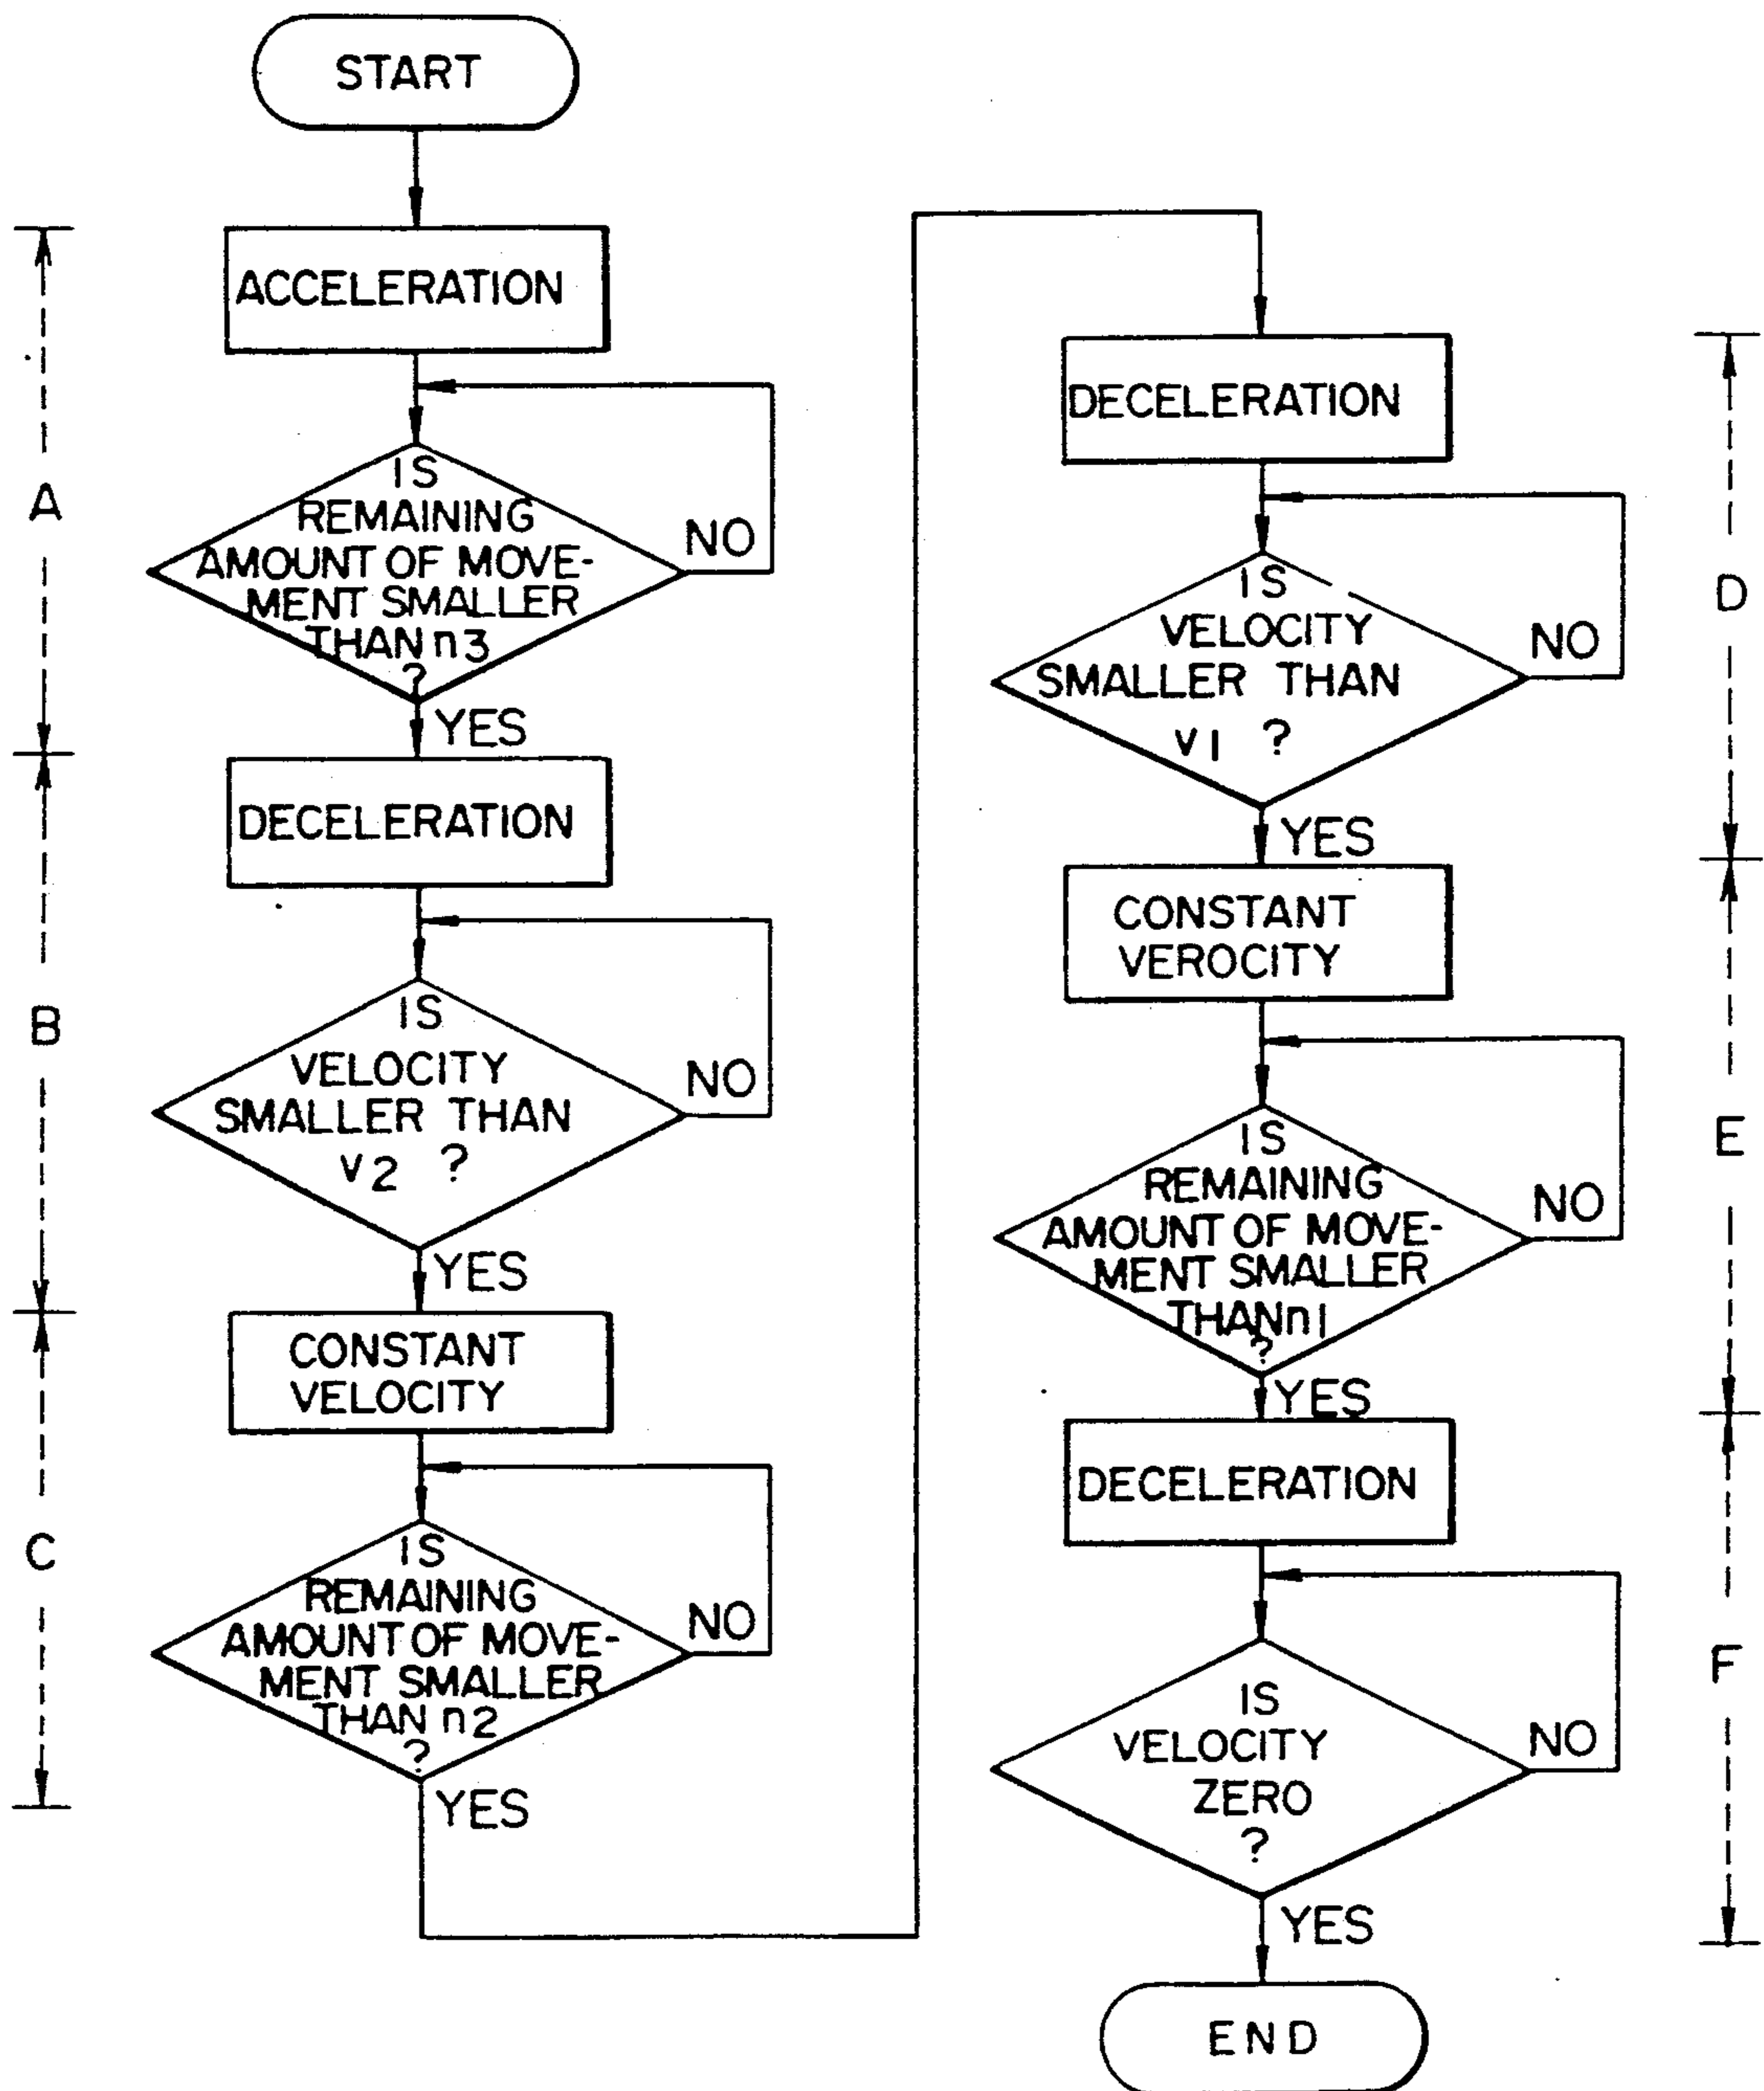 START
ACCELERATION
IS
REMAINING
AMOUNT OF MOVE-
MENT SMALLER
THAN n3
?
NO
YES
A
DECELERATION
IS
VELOCITY
SMALLER THAN
v2 ?
NO
YES
B
CONSTANT
VELOCITY
IS
REMAINING
AMOUNT OF MOVE-
MENT SMALLER
THAN n2
?
NO
YES
C
DECELERATION
IS
VELOCITY
SMALLER THAN
v1 ?
NO
YES
D
CONSTANT
VEROCITY
IS
REMAINING
AMOUNT OF MOVE-
MENT SMALLER
THAN n1
?
NO
YES
E
DECELERATION
IS
VELOCITY
ZERO
?
NO
YES
F
END